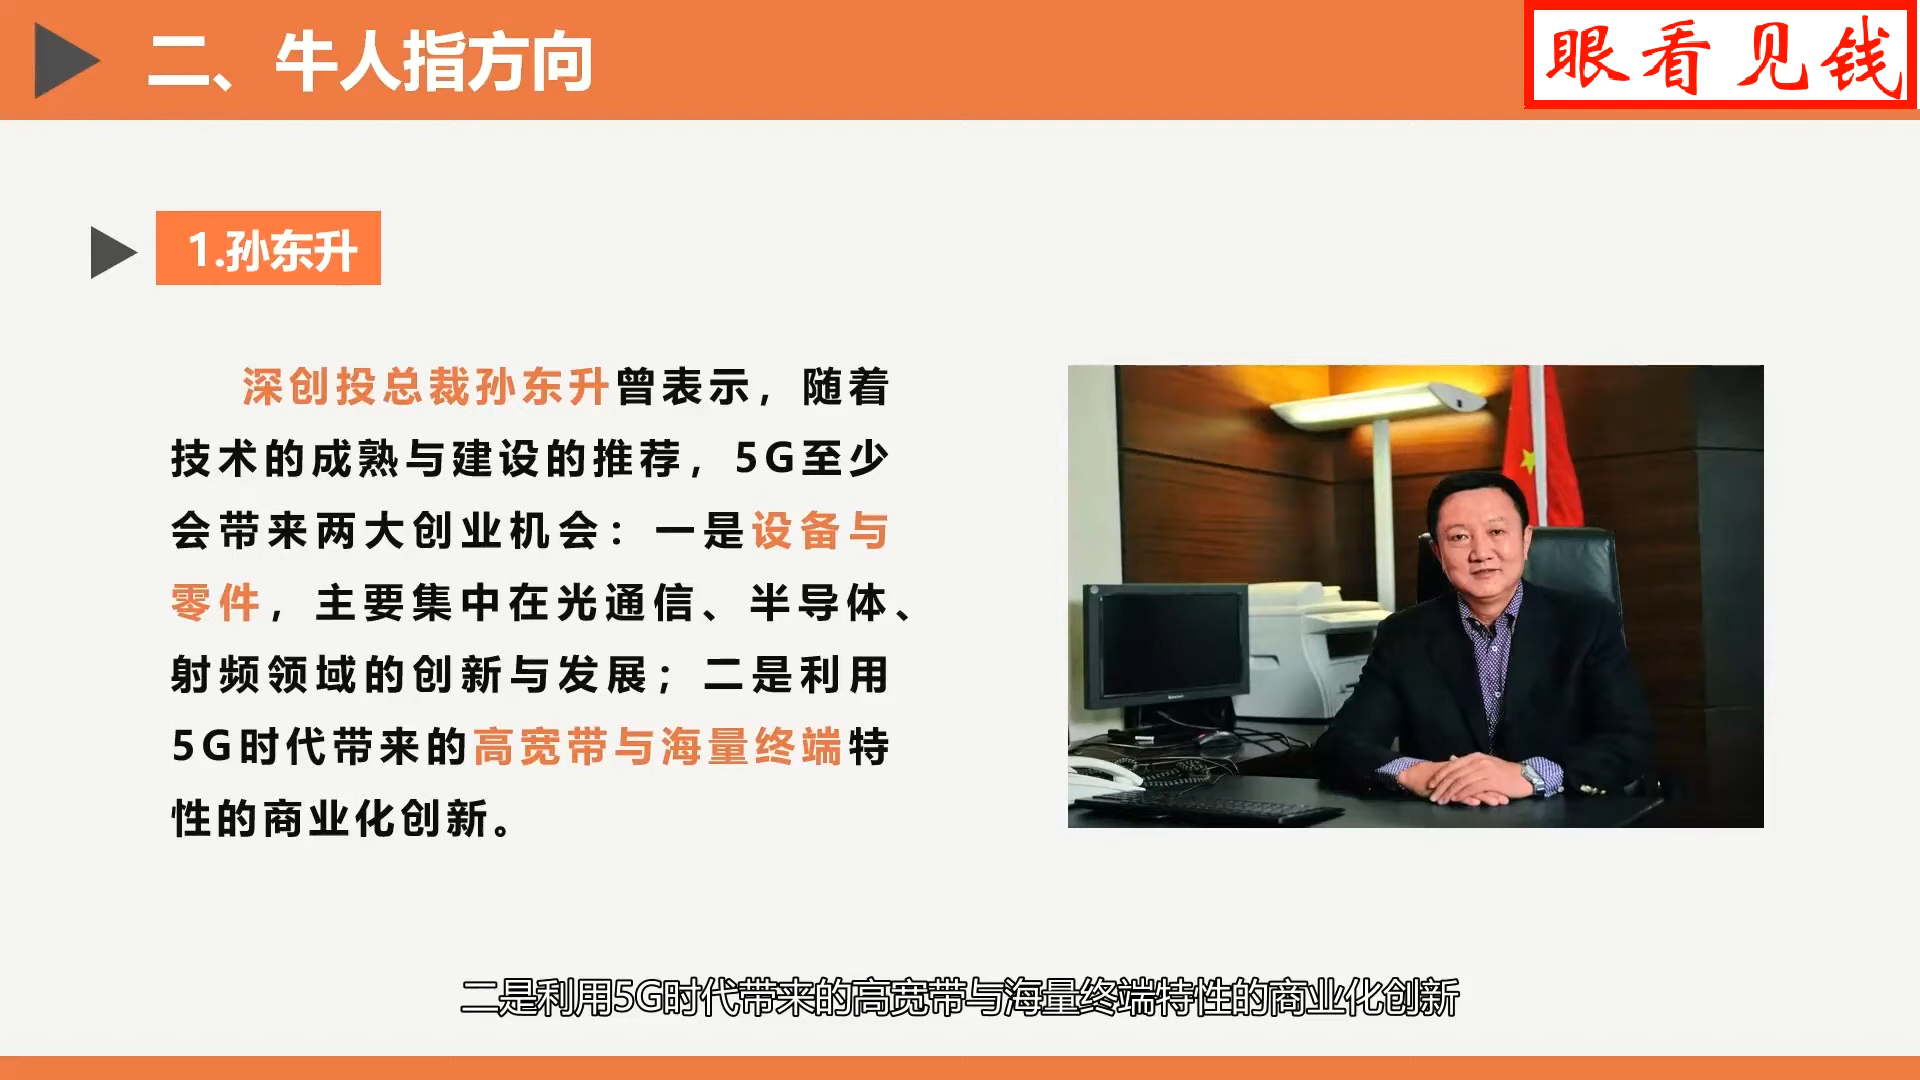 二、牛人指方向
眼看见钱
1.孙东升
深创投总裁孙东升曾表示，随着
技术的成熟与建设的推荐，5G至少
会带来两大创业机会：一是设备与
零件，主要集中在光通信、半导体、
射频领域的创新与发展；二是利用
5G时代带来的高宽带与海量终端特
性的商业化创新。
二是利用5G时代带来的高宽带与海量终端特性的商业化创新